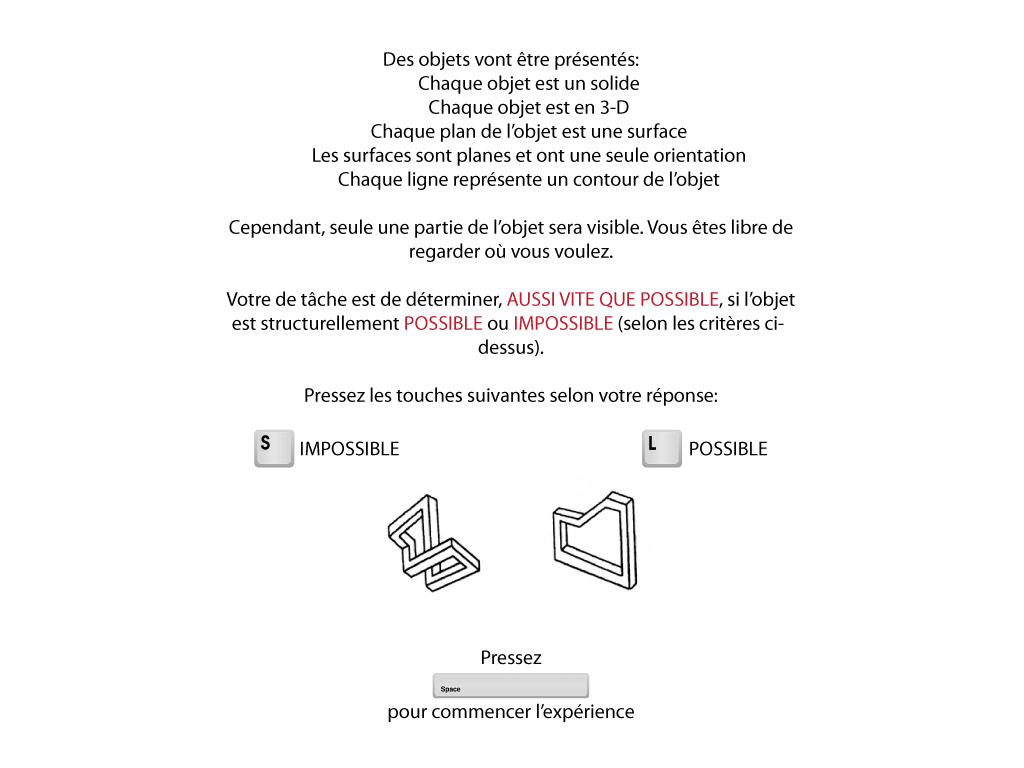 Des objets vont être présentés:
Chaque objet est un solide
Chaque objet est en 3-D
Chaque plan de l’objet est une surface
Les surfaces sont planes et ont une seule orientation
Chaque ligne représente un contour de l’objet
Cependant, seule une partie de l’objet sera visible. Vous êtes libre de
regarder où vous voulez.
Votre de tâche est de déterminer, AUSSI VITE QUE POSSIBLE, si l’objet
est structurellement POSSIBLE ou IMPOSSIBLE (selon les critères ci-
dessus).
Pressez les touches suivantes selon votre réponse:
S IMPOSSIBLE L POSSIBLE
Pressez
Space
pour commencer l’expérience